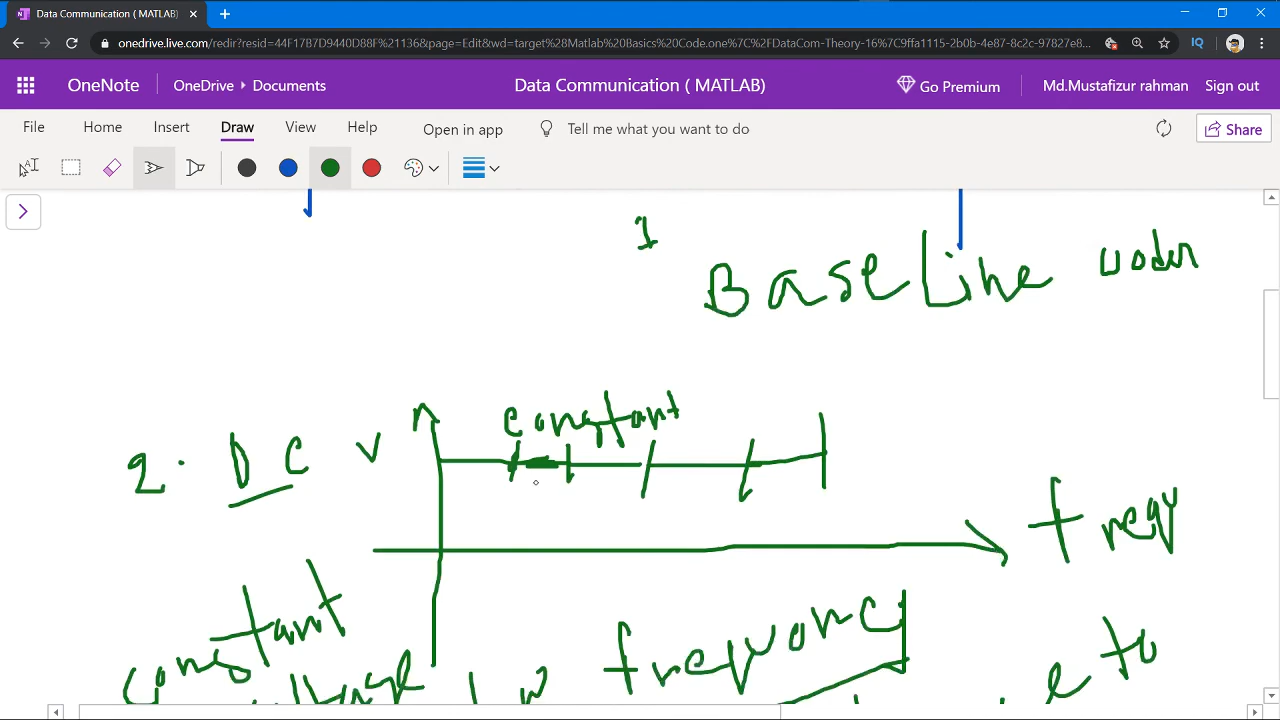 Data Communication ( MATLAB)
onedrive.live.com/redir?resid=44F17B7D9440D88F%21136&page=Edit&wd=target%28Matlab%20Basics%20Code.one%7C%2FDataCom-Theory-16%7C9ffa1115-2b0b-4e87-8c2c-97827e8...
IQ
OneNote OneDrive Documents Data Communication ( MATLAB) Go Premium Md.Mustafizur rahman Sign out
File Home Insert Draw View Help Open in app Tell me what you want to do Share
1
BaseLine
constant
2. DC V
freq
constant
frequency
e to